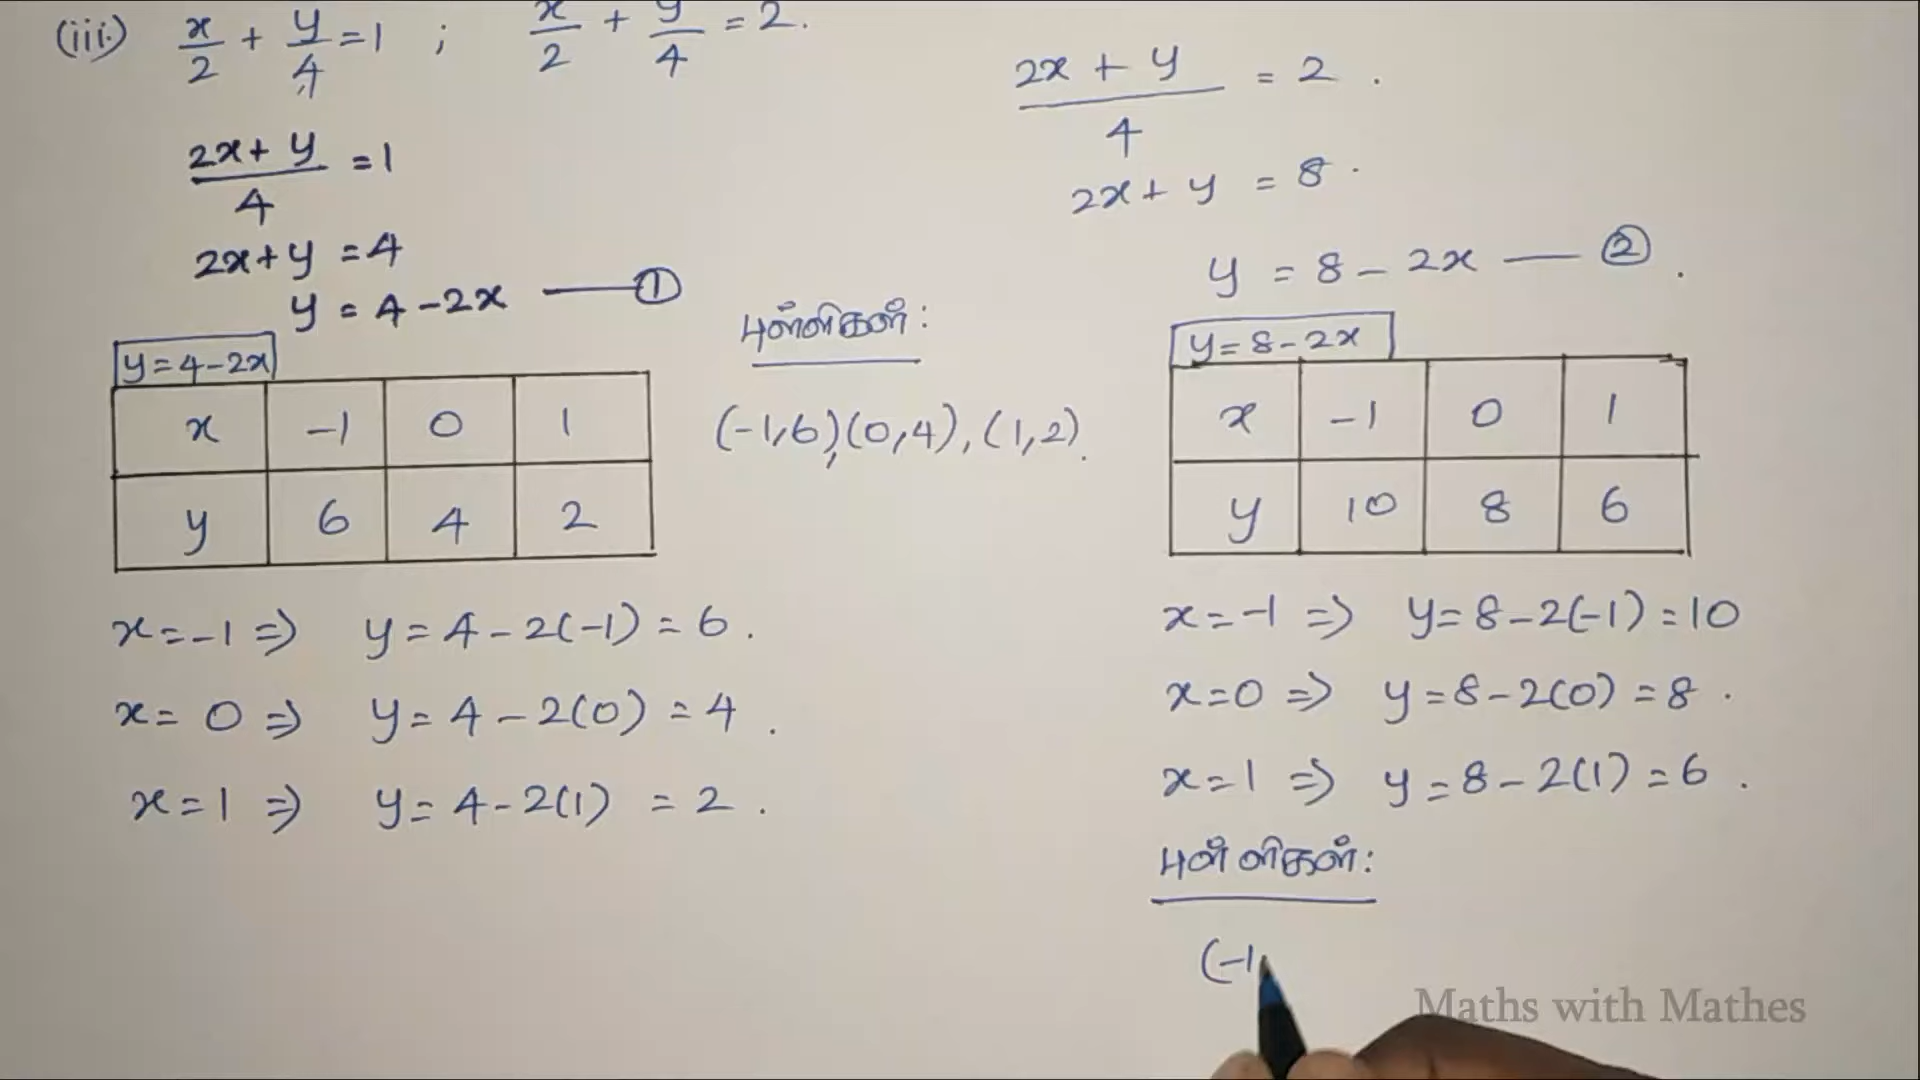 (iii) x/2 + y/4 = 1 ; x/2 + y/4 = 2.
2x + y / 4 = 1
2x + y = 4
y = 4 - 2x —— ①
y = 4 - 2x
x -1 0 1
y 6 4 2
x = -1 => y = 4 - 2(-1) = 6 .
x = 0 => y = 4 - 2(0) = 4 .
x = 1 => y = 4 - 2(1) = 2 .
புள்ளிகள் :
(-1,6), (0,4), (1,2) .
2x + y / 4 = 2 .
2x + y = 8 .
y = 8 - 2x —— ② .
y = 8 - 2x
x -1 0 1
y 10 8 6
x = -1 => y = 8 - 2(-1) = 10
x = 0 => y = 8 - 2(0) = 8 .
x = 1 => y = 8 - 2(1) = 6 .
புள்ளிகள் :
(-1
Maths with Mathes